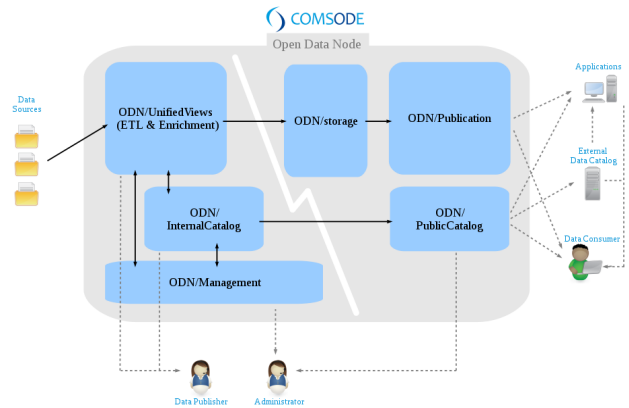 COMSODE
Open Data Node
Data
Sources
ODN/UnifiedViews
(ETL & Enrichment)
ODN/storage
ODN/Publication
Applications
External
Data Catalog
ODN/
InternalCatalog
ODN/
PublicCatalog
Data Consumer
ODN/Management
Data Publisher
Administrator